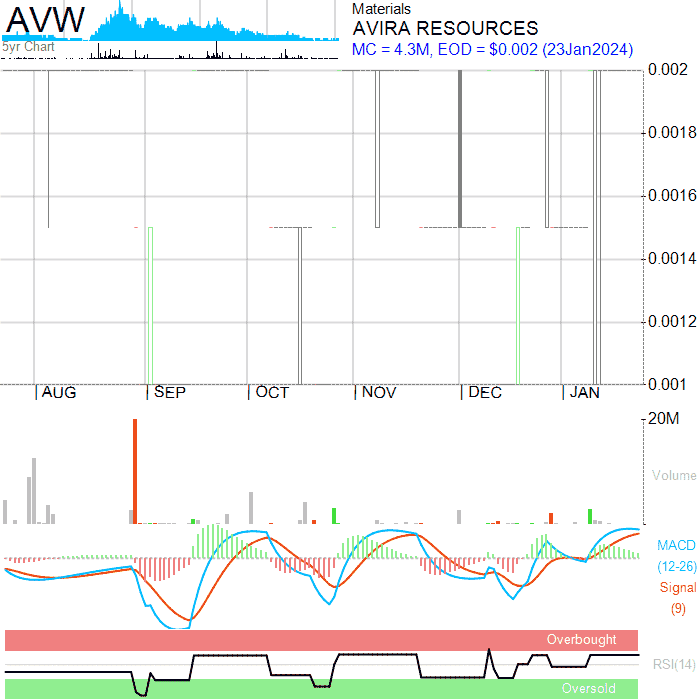 AVW
5yr Chart
Materials
AVIRA RESOURCES
MC = 4.3M, EOD = $0.002 (23Jan2024)
0.002
0.0018
0.0016
0.0014
0.0012
0.001
AUG SEP OCT NOV DEC JAN
20M
Volume
MACD
(12-26)
Signal
(9)
Overbought
RSI(14)
Oversold